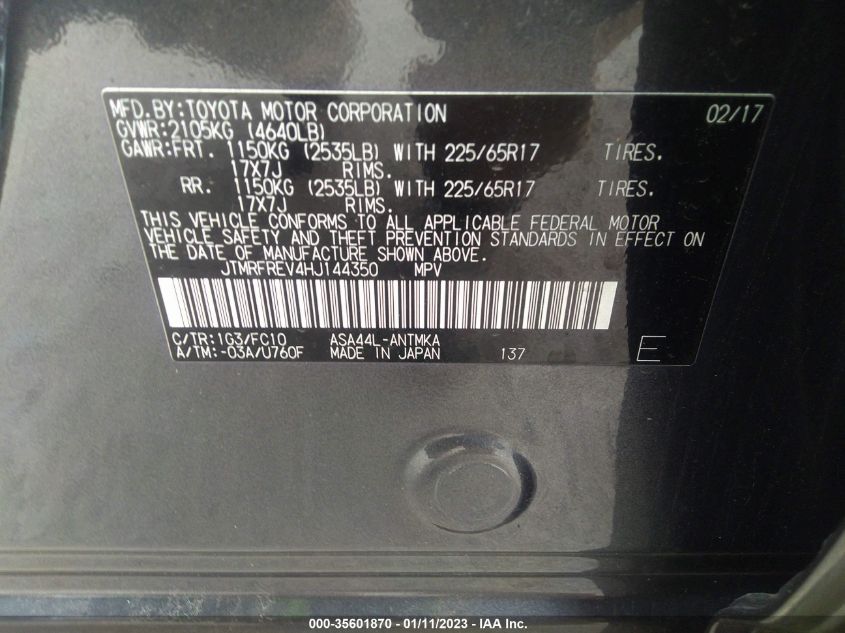 MFD.BY:TOYOTA MOTOR CORPORATION 02/17
GVWR:2105KG (4640LB)
GAWR:FRT. 1150KG (2535LB) WITH 225/65R17 TIRES.
17X7J RIMS.
RR. 1150KG (2535LB) WITH 225/65R17 TIRES.
17X7J RIMS.
THIS VEHICLE CONFORMS TO ALL APPLICABLE FEDERAL MOTOR
VEHICLE SAFETY AND THEFT PREVENTION STANDARDS IN EFFECT ON
THE DATE OF MANUFACTURE SHOWN ABOVE.
JTMRFREV4HJ144350 MPV
C/TR:1G3/FC10 ASA44L-ANTMKA
A/TM:-03A/U760F MADE IN JAPAN 137 E
000-35601870 - 01/11/2023 - IAA Inc.